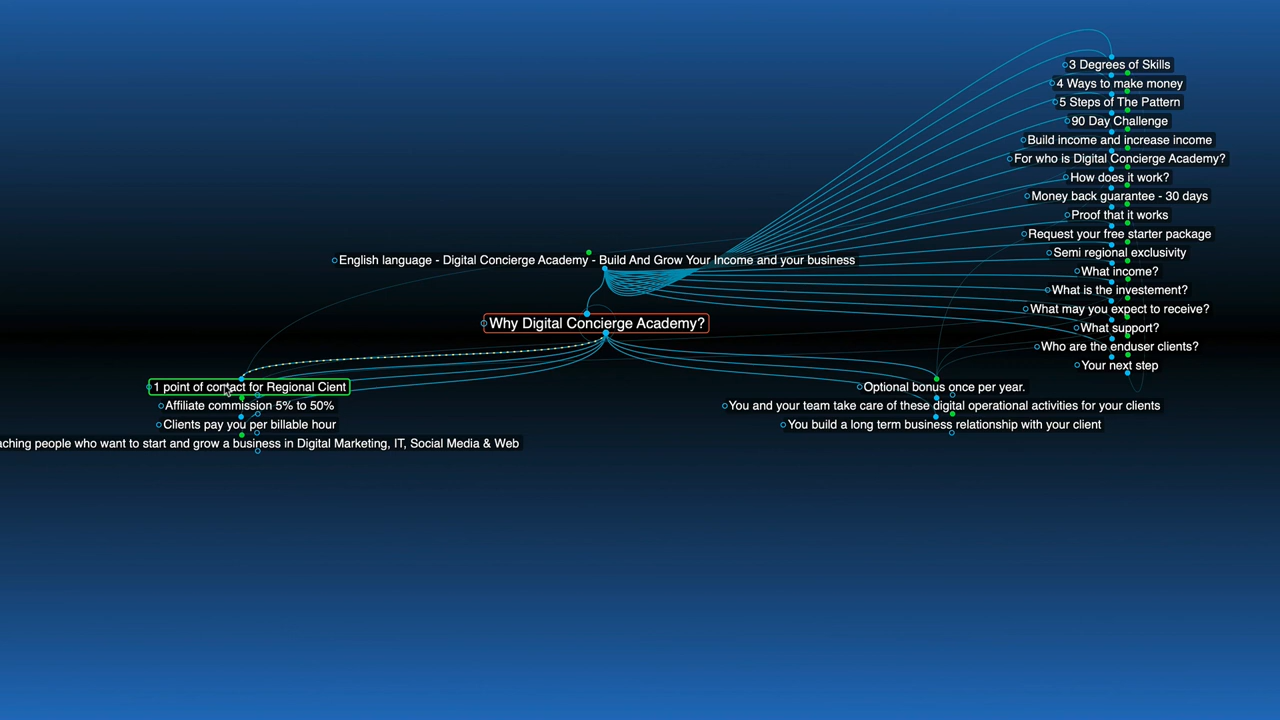 3 Degrees of Skills
4 Ways to make money
5 Steps of The Pattern
90 Day Challenge
Build income and increase income
For who is Digital Concierge Academy?
How does it work?
Money back guarantee - 30 days
Proof that it works
Request your free starter package
Semi regional exclusivity
What income?
What is the investement?
What may you expect to receive?
What support?
Who are the enduser clients?
Your next step
English language - Digital Concierge Academy - Build And Grow Your Income and your business
Why Digital Concierge Academy?
1 point of contact for Regional Cient
Affiliate commission 5% to 50%
Clients pay you per billable hour
aching people who want to start and grow a business in Digital Marketing, IT, Social Media & Web
Optional bonus once per year.
You and your team take care of these digital operational activities for your clients
You build a long term business relationship with your client